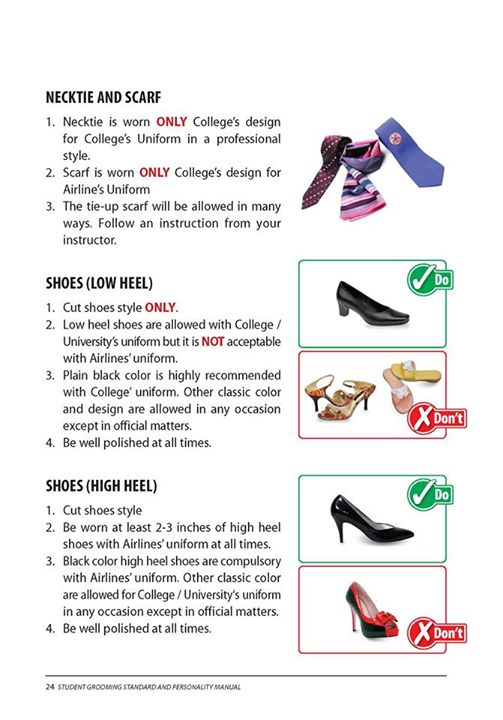 NECKTIE AND SCARF
1. Necktie is worn ONLY College's design
for College's Uniform in a professional
style.
2. Scarf is worn ONLY College's design for
Airline's Uniform
3. The tie-up scarf will be allowed in many
ways. Follow an instruction from your
instructor.
SHOES (LOW HEEL)
1. Cut shoes style ONLY.
2. Low heel shoes are allowed with College /
University's uniform but it is NOT acceptable
with Airlines' uniform.
3. Plain black color is highly recommended
with College' uniform. Other classic color
and design are allowed in any occasion
except in official matters.
4. Be well polished at all times.
Do
Don't
SHOES (HIGH HEEL)
1. Cut shoes style
2. Be worn at least 2-3 inches of high heel
shoes with Airlines' uniform at all times.
3. Black color high heel shoes are compulsory
with Airlines' uniform. Other classic color
are allowed for College / University's uniform
in any occasion except in official matters.
4. Be well polished at all times.
Do
Don't
24 STUDENT GROOMING STANDARD AND PERSONALITY MANUAL